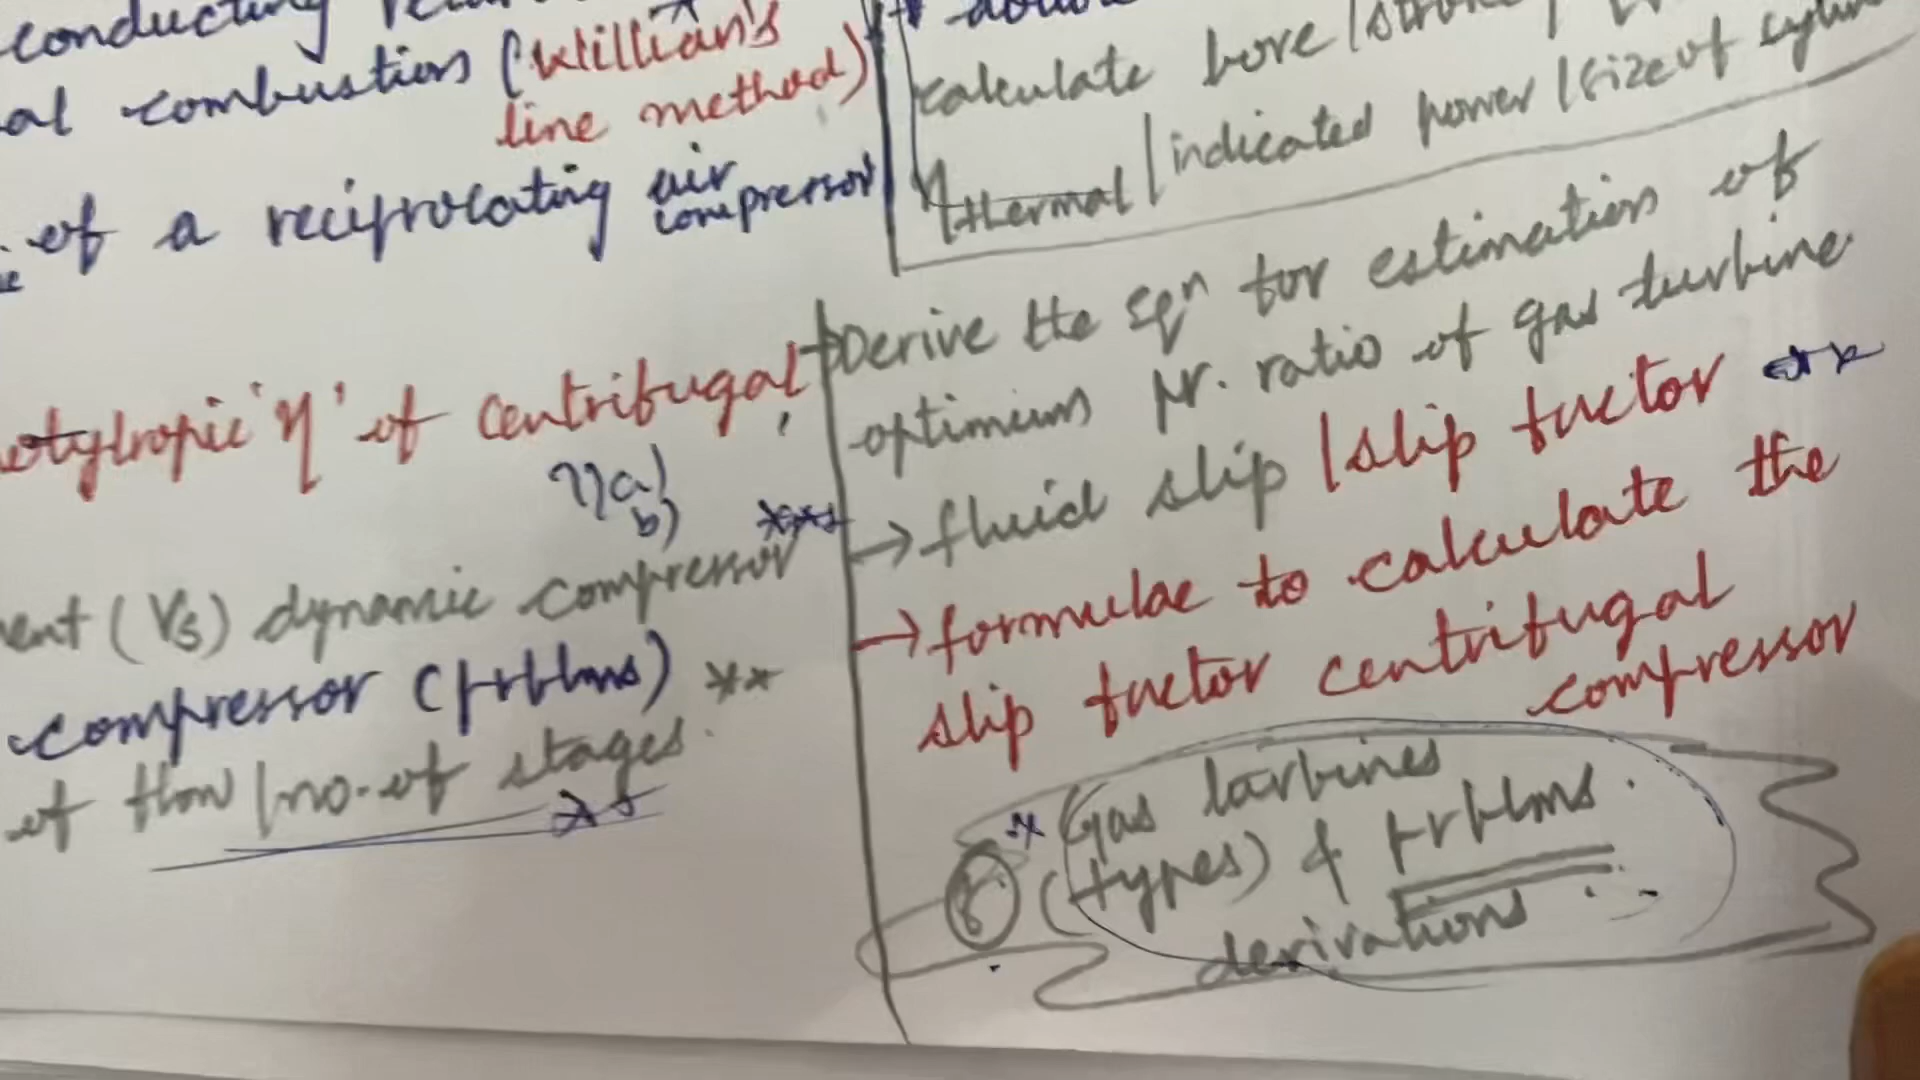 conducting
al combustion (Willian's
line method)
of a reciprocating air
compressor
'η' of centrifugal
η a)
b)
ent (Vs) dynamic compressor ***
compressor (prblms) **
of flow / no. of stages.
calculate bore / stroke /
η thermal / indicated power / size of
Derive the eqn for estimation of
optimum pr. ratio of gas turbine
→ fluid slip / slip factor **
→ formulae to calculate the
slip factor centrifugal
compressor
* Gas turbines
(types) & prblms.
derivations